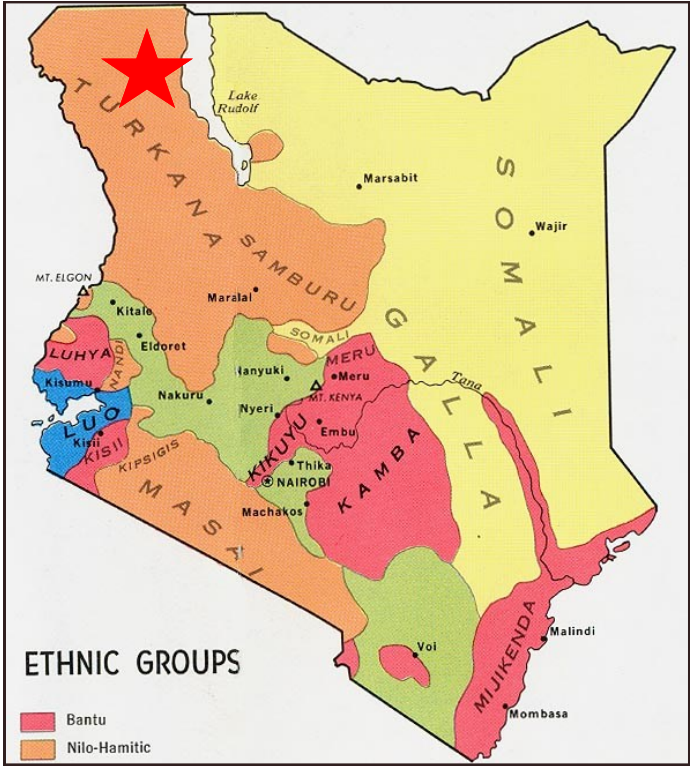 Lake
Rudolf
TURKANA
SOMALI
Marsabit
Wajir
SAMBURU
MT. ELGON
Maralal
Kitale
GALLA
SOMALI
Eldoret
LUHYA
NANDI
MERU
Nanyuki
Meru
Tana
Kisumu
MT. KENYA
Nakuru
Nyeri
LUO
Embu
Kisii
KISII
KIKUYU
KAMBA
KIPSIGIS
Thika
NAIROBI
MASAI
Machakos
Malindi
Voi
MIJIKENDA
Mombasa
ETHNIC GROUPS
Bantu
Nilo-Hamitic